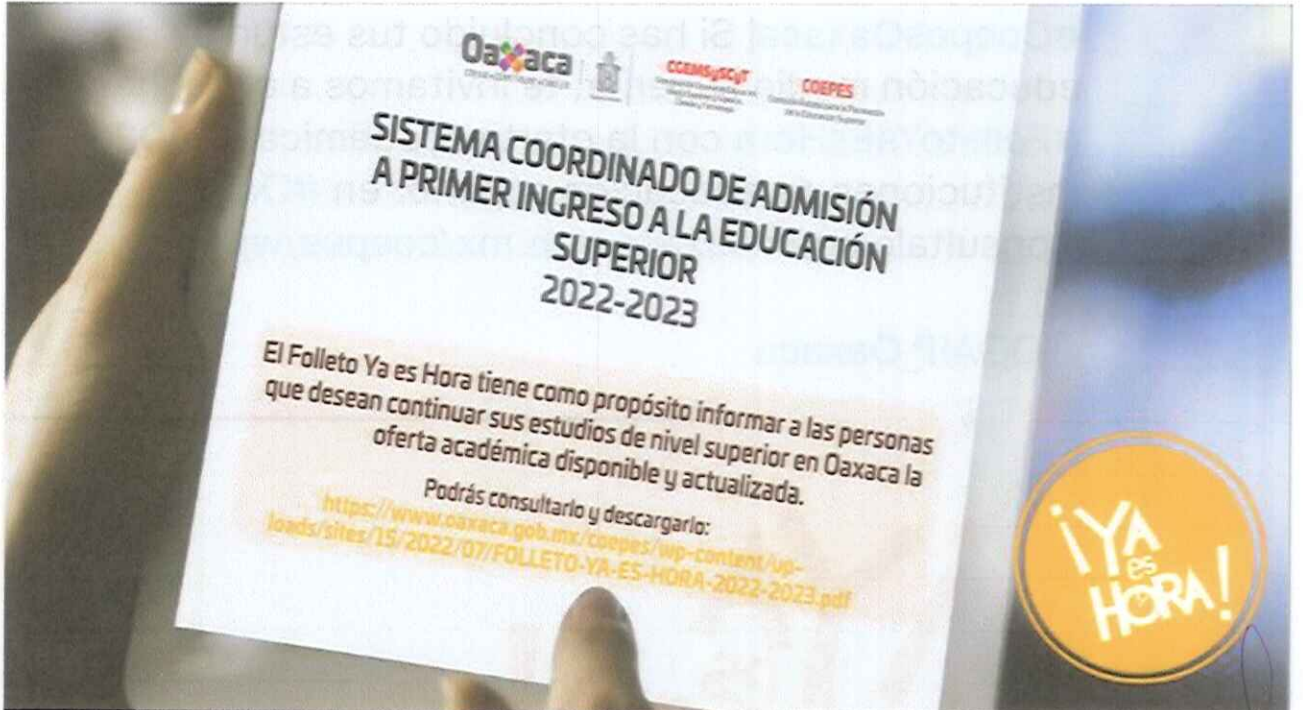 Oaxaca
CGEMSySCyT
COEPES
SISTEMA COORDINADO DE ADMISIÓN
A PRIMER INGRESO A LA EDUCACIÓN
SUPERIOR
2022-2023
El Folleto Ya es Hora tiene como propósito informar a las personas
que desean continuar sus estudios de nivel superior en Oaxaca la
oferta académica disponible y actualizada.
Podrás consultarlo y descargarlo:
https://www.oaxaca.gob.mx/coepes/wp-content/up-
loads/sites/15/2022/07/FOLLETO-YA-ES-HORA-2022-2023.pdf
¡YA
es
HORA!